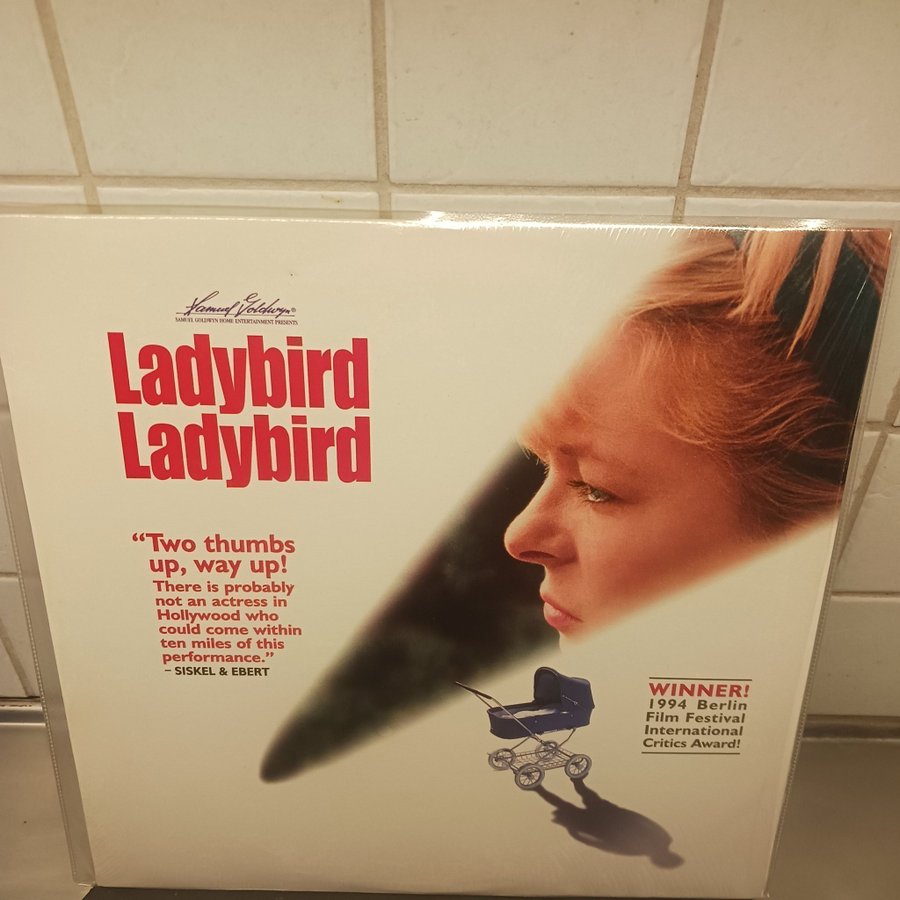 Samuel Goldwyn®
SAMUEL GOLDWYN HOME ENTERTAINMENT PRESENTS
Ladybird
Ladybird
“Two thumbs
up, way up!
There is probably
not an actress in
Hollywood who
could come within
ten miles of this
performance.”
– SISKEL & EBERT
WINNER!
1994 Berlin
Film Festival
International
Critics Award!